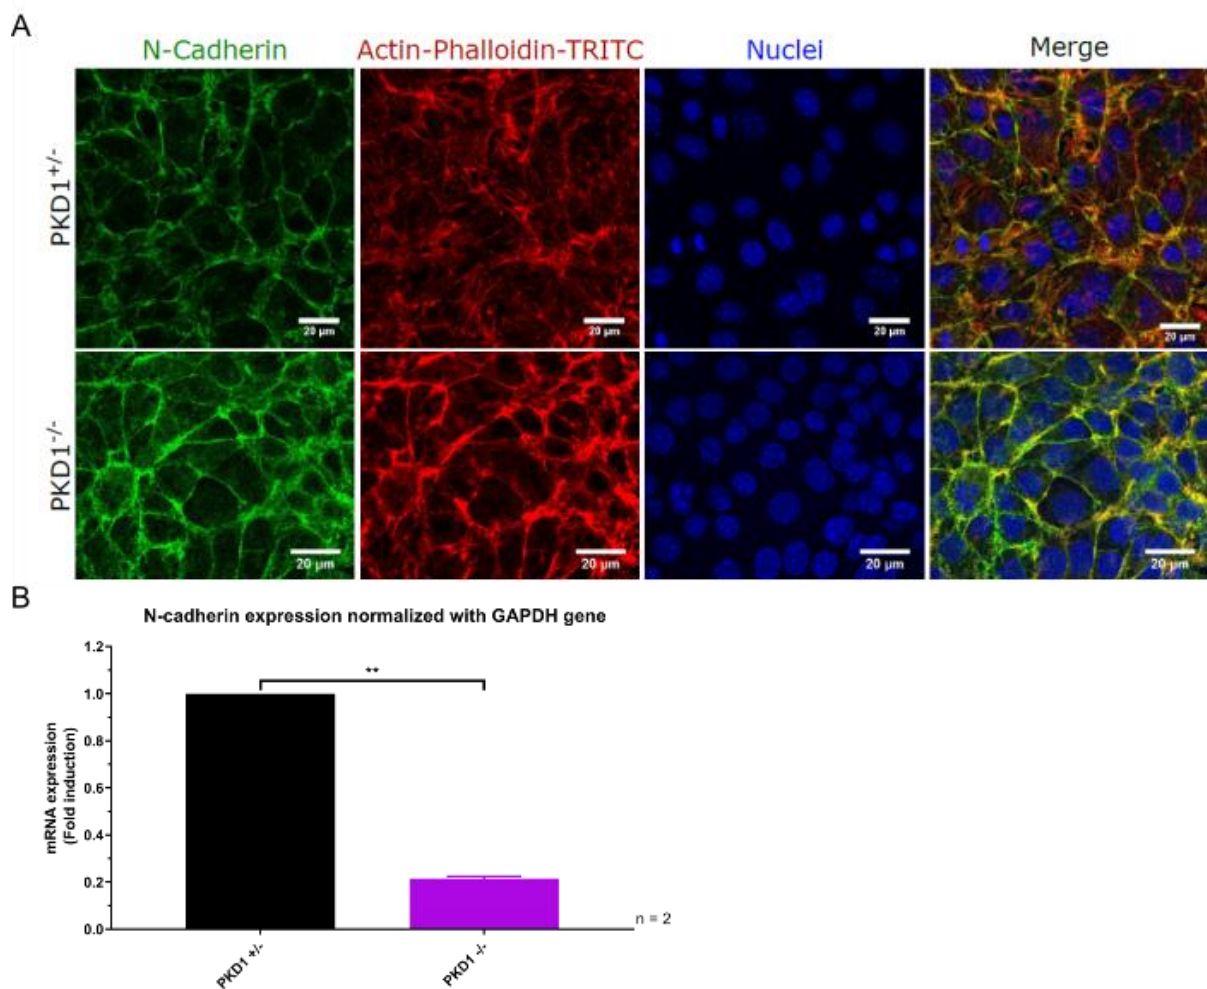 A
N-Cadherin Actin-Phalloidin-TRITC Nuclei Merge
PKD1+/-
20 µm 20 µm 20 µm 20 µm
PKD1-/-
20 µm 20 µm 20 µm 20 µm
B
N-cadherin expression normalized with GAPDH gene
mRNA expression
(Fold induction)
1.2
**
1.0
0.8
0.6
0.4
0.2
0.0
n = 2
PKD1 +/- PKD1 -/-